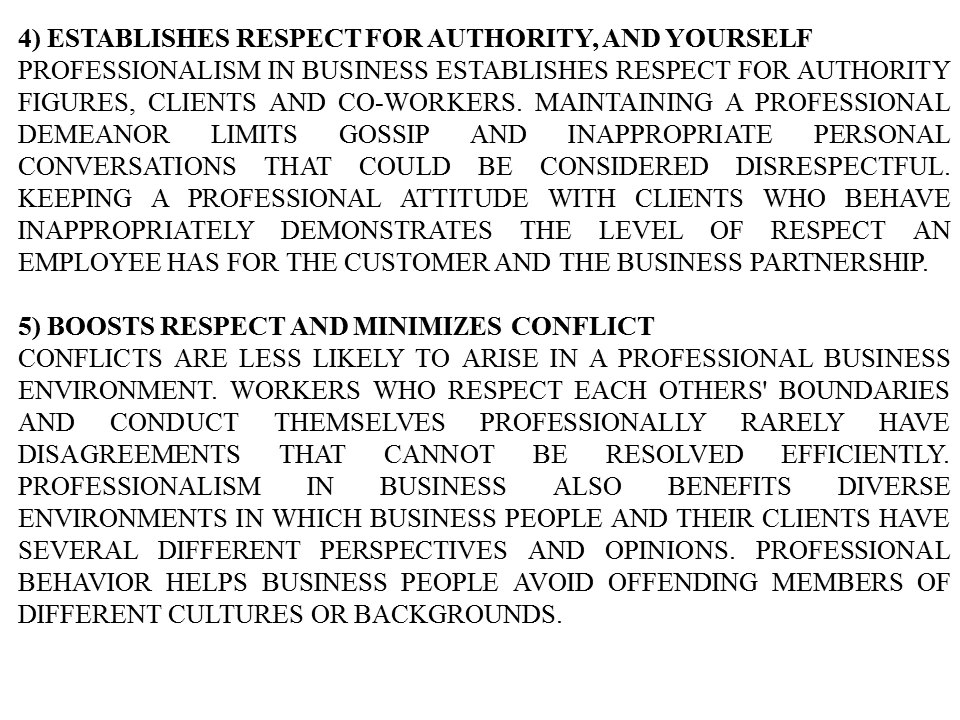 4) ESTABLISHES RESPECT FOR AUTHORITY, AND YOURSELF
PROFESSIONALISM IN BUSINESS ESTABLISHES RESPECT FOR AUTHORITY
FIGURES, CLIENTS AND CO-WORKERS. MAINTAINING A PROFESSIONAL
DEMEANOR LIMITS GOSSIP AND INAPPROPRIATE PERSONAL
CONVERSATIONS THAT COULD BE CONSIDERED DISRESPECTFUL.
KEEPING A PROFESSIONAL ATTITUDE WITH CLIENTS WHO BEHAVE
INAPPROPRIATELY DEMONSTRATES THE LEVEL OF RESPECT AN
EMPLOYEE HAS FOR THE CUSTOMER AND THE BUSINESS PARTNERSHIP.
5) BOOSTS RESPECT AND MINIMIZES CONFLICT
CONFLICTS ARE LESS LIKELY TO ARISE IN A PROFESSIONAL BUSINESS
ENVIRONMENT. WORKERS WHO RESPECT EACH OTHERS' BOUNDARIES
AND CONDUCT THEMSELVES PROFESSIONALLY RARELY HAVE
DISAGREEMENTS THAT CANNOT BE RESOLVED EFFICIENTLY.
PROFESSIONALISM IN BUSINESS ALSO BENEFITS DIVERSE
ENVIRONMENTS IN WHICH BUSINESS PEOPLE AND THEIR CLIENTS HAVE
SEVERAL DIFFERENT PERSPECTIVES AND OPINIONS. PROFESSIONAL
BEHAVIOR HELPS BUSINESS PEOPLE AVOID OFFENDING MEMBERS OF
DIFFERENT CULTURES OR BACKGROUNDS.